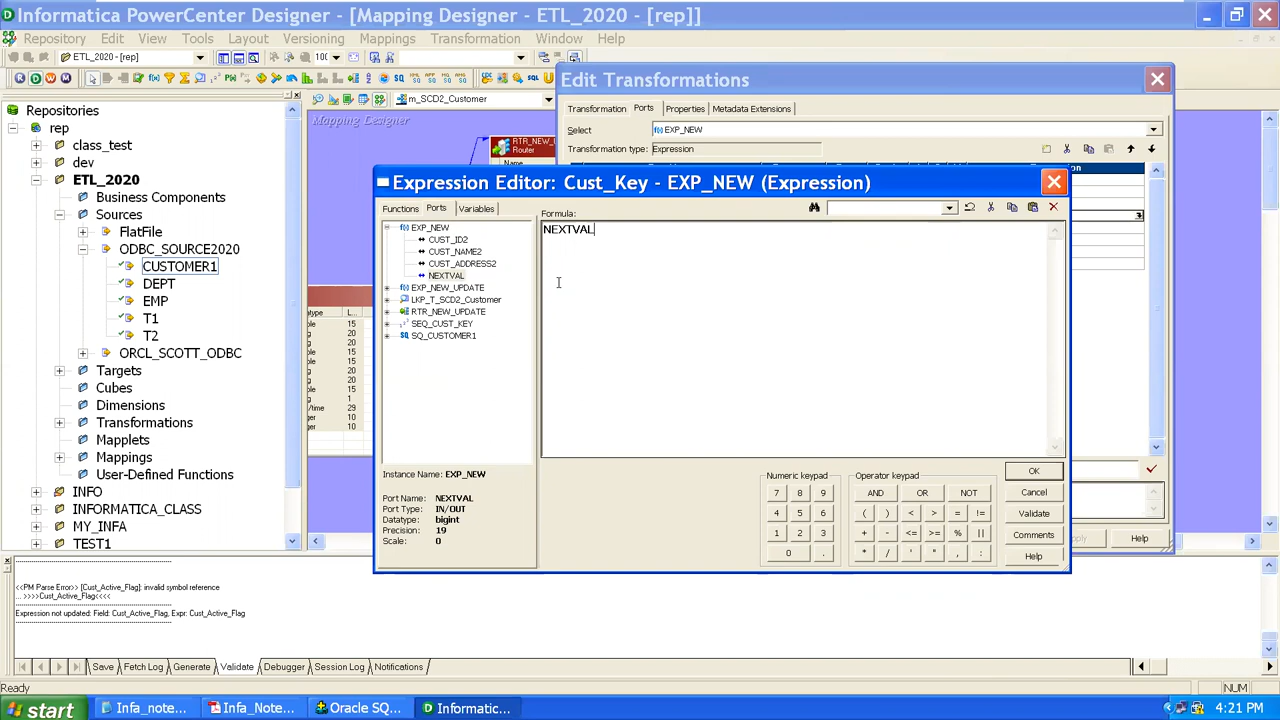 Informatica PowerCenter Designer - [Mapping Designer - ETL_2020 - [rep]]
Repository Edit View Tools Layout Versioning Mappings Transformation Window Help
ETL_2020 - [rep]
m_SCD2_Customer
Repositories
rep
class_test
dev
ETL_2020
Business Components
Sources
FlatFile
ODBC_SOURCE2020
CUSTOMER1
DEPT
EMP
T1
T2
ORCL_SCOTT_ODBC
Targets
Cubes
Dimensions
Transformations
Mapplets
Mappings
User-Defined Functions
INFO
INFORMATICA_CLASS
MY_INFA
TEST1
Mapping Designer
Router
Name
Edit Transformations
Transformation Ports Properties Metadata Extensions
Select EXP_NEW
Transformation type: Expression
Expression Editor: Cust_Key - EXP_NEW (Expression)
Functions Ports Variables
EXP_NEW
CUST_ID2
CUST_NAME2
CUST_ADDRESS2
NEXTVAL
EXP_NEW_UPDATE
LKP_T_SCD2_Customer
RTR_NEW_UPDATE
SEQ_CUST_KEY
SQ_CUSTOMER1
Instance Name: EXP_NEW
Port Name: NEXTVAL
Port Type: IN/OUT
Datatype: bigint
Precision: 19
Scale: 0
Formula:
NEXTVAL
Numeric keypad
7 8 9
4 5 6
1 2 3
0 .
Operator keypad
AND OR NOT
( ) < > = !=
+ - <= >= % ||
* / ' " , :
OK
Cancel
Validate
Comments
Help
Help
<<PM Parse Error>> [Cust_Active_Flag]: invalid symbol reference
... >>>>Cust_Active_Flag<<<<
Expression not updated: Field: Cust_Active_Flag, Expr: Cust_Active_Flag
Save Fetch Log Generate Validate Debugger Session Log Notifications
Ready
NUM
start
Infa_note...
Infa_Note...
Oracle SQ...
Informatic...
4:21 PM